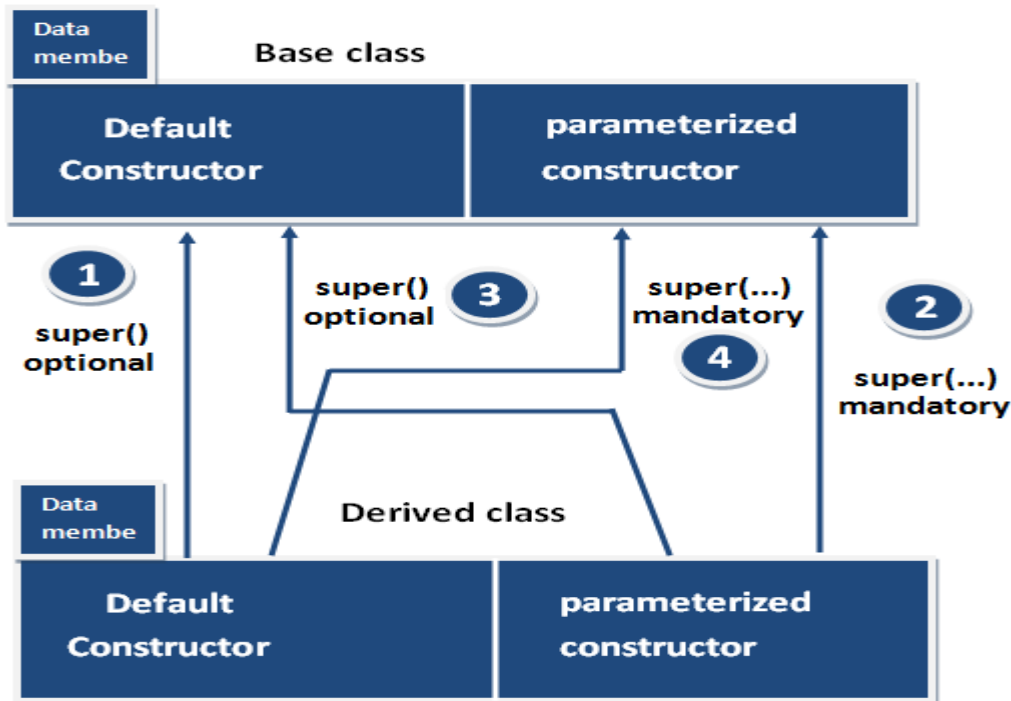 Data
membe
Base class
Default
Constructor
parameterized
constructor
1
super()
optional
super()
optional
3
super(...)
mandatory
4
2
super(...)
mandatory
Data
membe
Derived class
Default
Constructor
parameterized
constructor